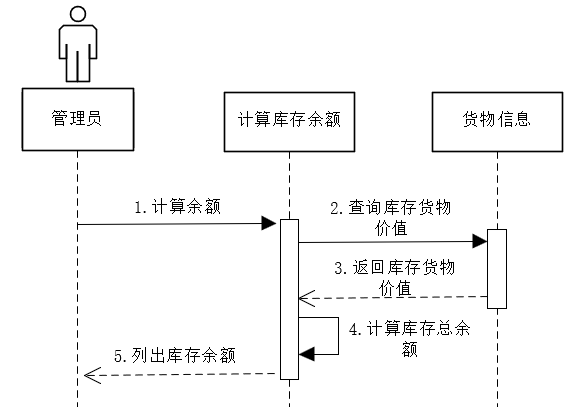 管理员
计算库存余额
货物信息
1.计算余额
2.查询库存货物
价值
3.返回库存货物
价值
4.计算库存总余
额
5.列出库存余额